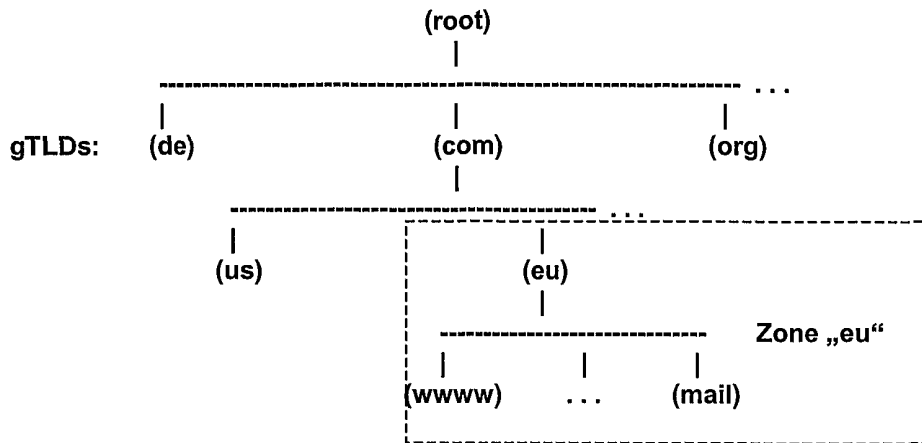 (root)
...
gTLDs: (de) (com) (org)
...
(us) (eu)
Zone „eu“
(wwww) ... (mail)